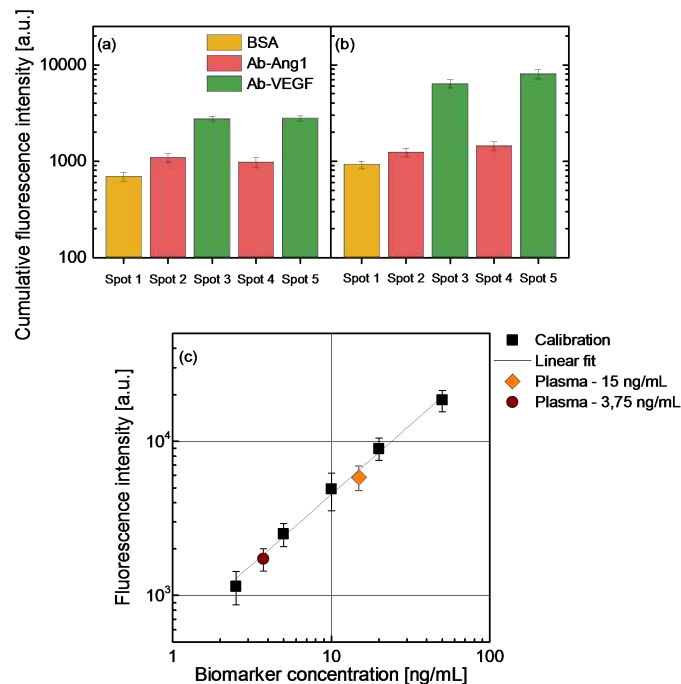 Cumulative fluorescence intensity [a.u.]
10000
1000
100
(a)
BSA
Ab-Ang1
Ab-VEGF
(b)
Spot 1 Spot 2 Spot 3 Spot 4 Spot 5
Spot 1 Spot 2 Spot 3 Spot 4 Spot 5
(c)
Fluorescence intensity [a.u.]
10⁴
10³
1 10 100
Biomarker concentration [ng/mL]
Calibration
Linear fit
Plasma - 15 ng/mL
Plasma - 3,75 ng/mL